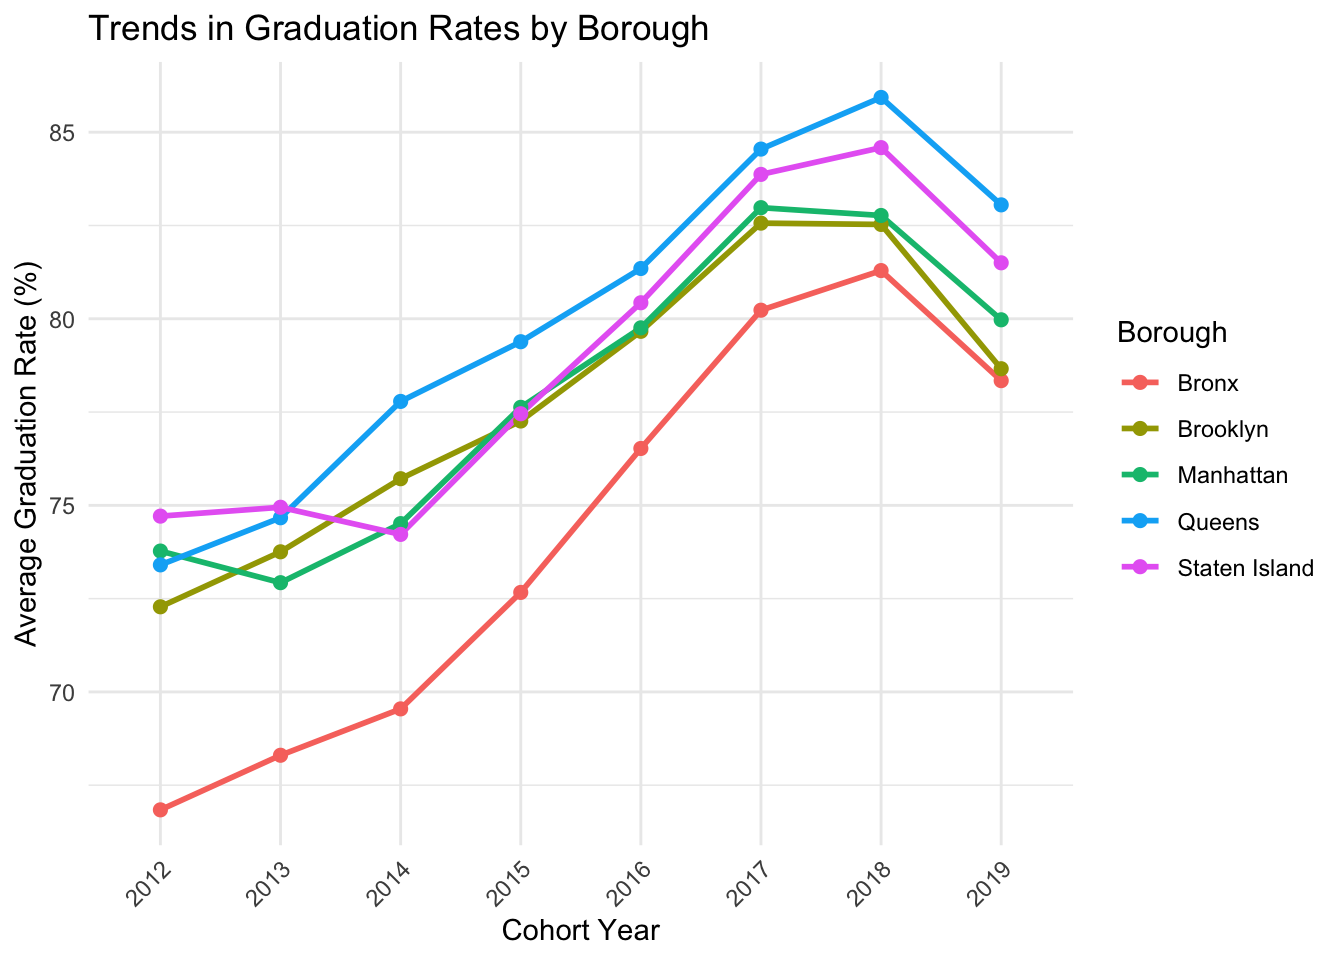 Trends in Graduation Rates by Borough
Average Graduation Rate (%)
85
80
75
70
2012
2013
2014
2015
2016
2017
2018
2019
Cohort Year
Borough
Bronx
Brooklyn
Manhattan
Queens
Staten Island